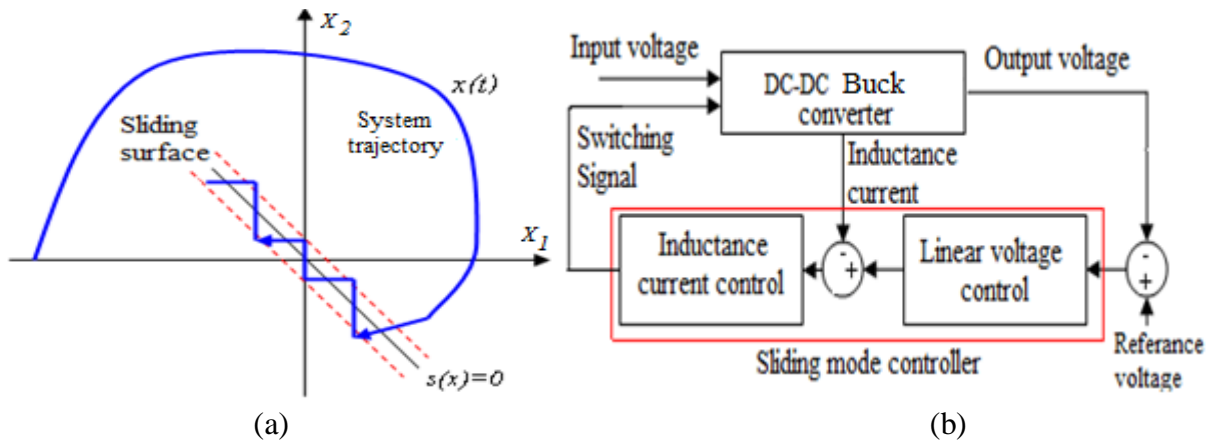 X2
x(t)
System
trajectory
Sliding
surface
X1
s(x)=0
(a)
Input voltage
DC-DC Buck
converter
Output voltage
Switching
Signal
Inductance
current
Inductance
current control
-
+
Linear voltage
control
-
+
Sliding mode controller
Referance
voltage
(b)